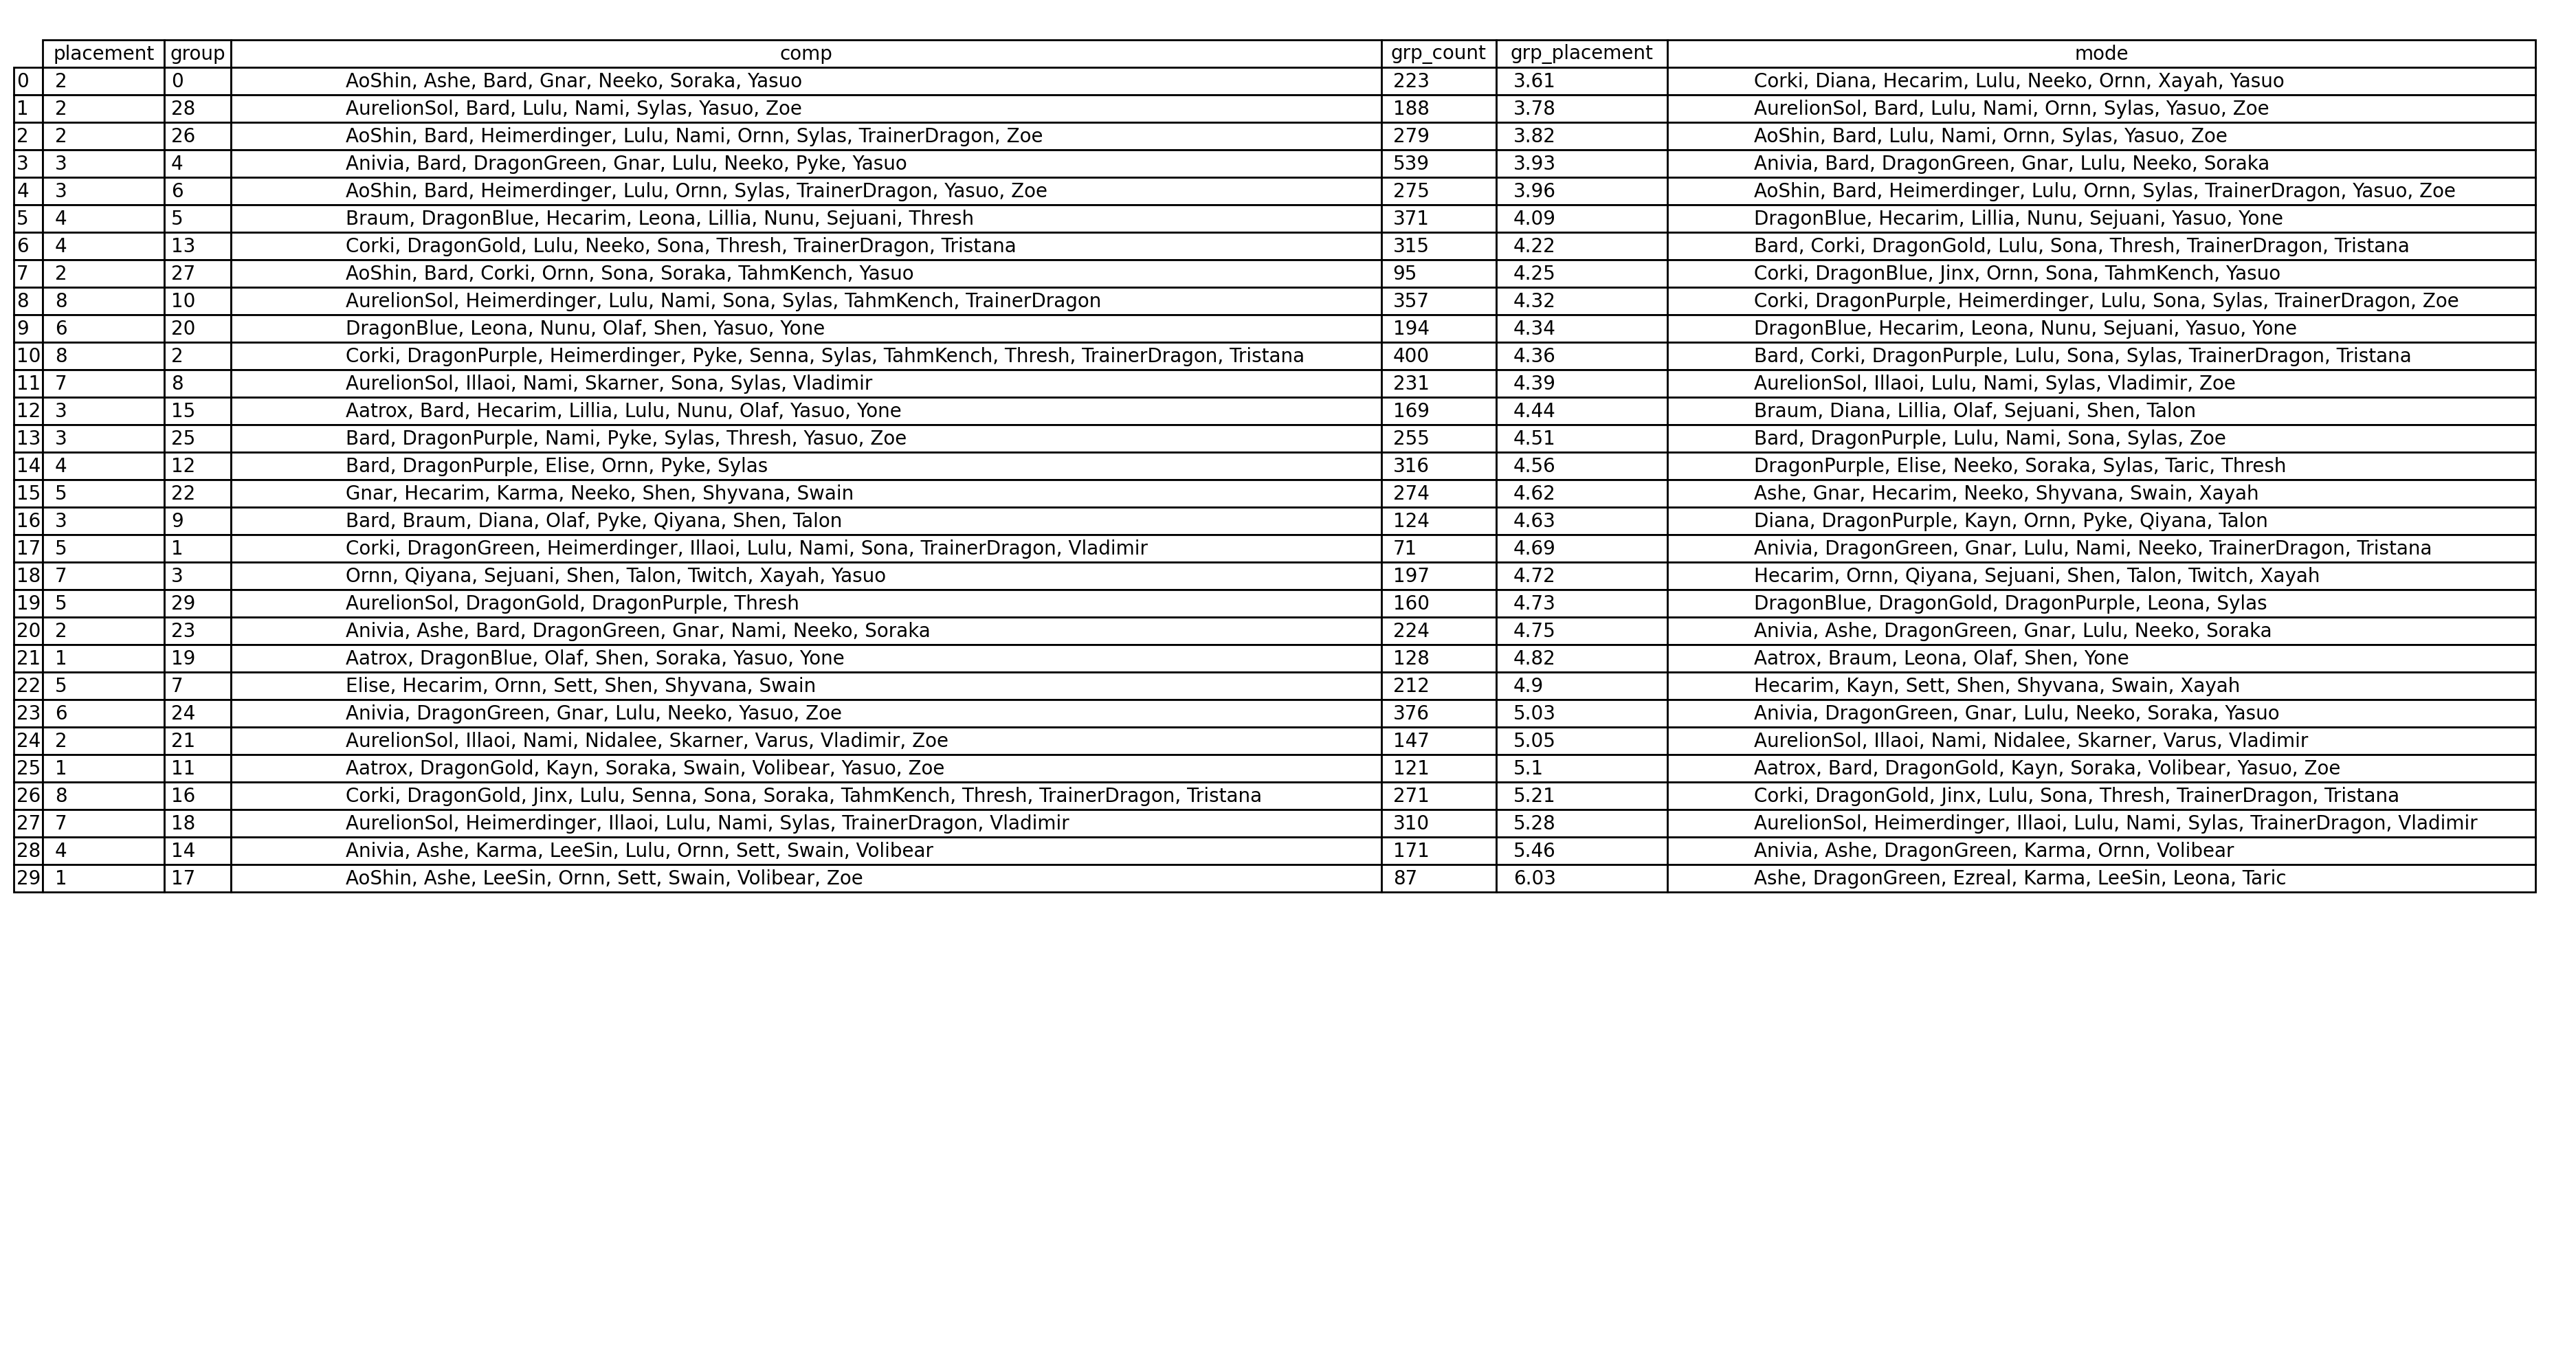 placement group comp grp_count grp_placement mode
0 2 0 AoShin, Ashe, Bard, Gnar, Neeko, Soraka, Yasuo 223 3.61 Corki, Diana, Hecarim, Lulu, Neeko, Ornn, Xayah, Yasuo
1 2 28 AurelionSol, Bard, Lulu, Nami, Sylas, Yasuo, Zoe 188 3.78 AurelionSol, Bard, Lulu, Nami, Ornn, Sylas, Yasuo, Zoe
2 2 26 AoShin, Bard, Heimerdinger, Lulu, Nami, Ornn, Sylas, TrainerDragon, Zoe 279 3.82 AoShin, Bard, Lulu, Nami, Ornn, Sylas, Yasuo, Zoe
3 3 4 Anivia, Bard, DragonGreen, Gnar, Lulu, Neeko, Pyke, Yasuo 539 3.93 Anivia, Bard, DragonGreen, Gnar, Lulu, Neeko, Soraka
4 3 6 AoShin, Bard, Heimerdinger, Lulu, Ornn, Sylas, TrainerDragon, Yasuo, Zoe 275 3.96 AoShin, Bard, Heimerdinger, Lulu, Ornn, Sylas, TrainerDragon, Yasuo, Zoe
5 4 5 Braum, DragonBlue, Hecarim, Leona, Lillia, Nunu, Sejuani, Thresh 371 4.09 DragonBlue, Hecarim, Lillia, Nunu, Sejuani, Yasuo, Yone
6 4 13 Corki, DragonGold, Lulu, Neeko, Sona, Thresh, TrainerDragon, Tristana 315 4.22 Bard, Corki, DragonGold, Lulu, Sona, Thresh, TrainerDragon, Tristana
7 2 27 AoShin, Bard, Corki, Ornn, Sona, Soraka, TahmKench, Yasuo 95 4.25 Corki, DragonBlue, Jinx, Ornn, Sona, TahmKench, Yasuo
8 8 10 AurelionSol, Heimerdinger, Lulu, Nami, Sona, Sylas, TahmKench, TrainerDragon 357 4.32 Corki, DragonPurple, Heimerdinger, Lulu, Sona, Sylas, TrainerDragon, Zoe
9 6 20 DragonBlue, Leona, Nunu, Olaf, Shen, Yasuo, Yone 194 4.34 DragonBlue, Hecarim, Leona, Nunu, Sejuani, Yasuo, Yone
10 8 2 Corki, DragonPurple, Heimerdinger, Pyke, Senna, Sylas, TahmKench, Thresh, TrainerDragon, Tristana 400 4.36 Bard, Corki, DragonPurple, Lulu, Sona, Sylas, TrainerDragon, Tristana
11 7 8 AurelionSol, Illaoi, Nami, Skarner, Sona, Sylas, Vladimir 231 4.39 AurelionSol, Illaoi, Lulu, Nami, Sylas, Vladimir, Zoe
12 3 15 Aatrox, Bard, Hecarim, Lillia, Lulu, Nunu, Olaf, Yasuo, Yone 169 4.44 Braum, Diana, Lillia, Olaf, Sejuani, Shen, Talon
13 3 25 Bard, DragonPurple, Nami, Pyke, Sylas, Thresh, Yasuo, Zoe 255 4.51 Bard, DragonPurple, Lulu, Nami, Sona, Sylas, Zoe
14 4 12 Bard, DragonPurple, Elise, Ornn, Pyke, Sylas 316 4.56 DragonPurple, Elise, Neeko, Soraka, Sylas, Taric, Thresh
15 5 22 Gnar, Hecarim, Karma, Neeko, Shen, Shyvana, Swain 274 4.62 Ashe, Gnar, Hecarim, Neeko, Shyvana, Swain, Xayah
16 3 9 Bard, Braum, Diana, Olaf, Pyke, Qiyana, Shen, Talon 124 4.63 Diana, DragonPurple, Kayn, Ornn, Pyke, Qiyana, Talon
17 5 1 Corki, DragonGreen, Heimerdinger, Illaoi, Lulu, Nami, Sona, TrainerDragon, Vladimir 71 4.69 Anivia, DragonGreen, Gnar, Lulu, Nami, Neeko, TrainerDragon, Tristana
18 7 3 Ornn, Qiyana, Sejuani, Shen, Talon, Twitch, Xayah, Yasuo 197 4.72 Hecarim, Ornn, Qiyana, Sejuani, Shen, Talon, Twitch, Xayah
19 5 29 AurelionSol, DragonGold, DragonPurple, Thresh 160 4.73 DragonBlue, DragonGold, DragonPurple, Leona, Sylas
20 2 23 Anivia, Ashe, Bard, DragonGreen, Gnar, Nami, Neeko, Soraka 224 4.75 Anivia, Ashe, DragonGreen, Gnar, Lulu, Neeko, Soraka
21 1 19 Aatrox, DragonBlue, Olaf, Shen, Soraka, Yasuo, Yone 128 4.82 Aatrox, Braum, Leona, Olaf, Shen, Yone
22 5 7 Elise, Hecarim, Ornn, Sett, Shen, Shyvana, Swain 212 4.9 Hecarim, Kayn, Sett, Shen, Shyvana, Swain, Xayah
23 6 24 Anivia, DragonGreen, Gnar, Lulu, Neeko, Yasuo, Zoe 376 5.03 Anivia, DragonGreen, Gnar, Lulu, Neeko, Soraka, Yasuo
24 2 21 AurelionSol, Illaoi, Nami, Nidalee, Skarner, Varus, Vladimir, Zoe 147 5.05 AurelionSol, Illaoi, Nami, Nidalee, Skarner, Varus, Vladimir
25 1 11 Aatrox, DragonGold, Kayn, Soraka, Swain, Volibear, Yasuo, Zoe 121 5.1 Aatrox, Bard, DragonGold, Kayn, Soraka, Volibear, Yasuo, Zoe
26 8 16 Corki, DragonGold, Jinx, Lulu, Senna, Sona, Soraka, TahmKench, Thresh, TrainerDragon, Tristana 271 5.21 Corki, DragonGold, Jinx, Lulu, Sona, Thresh, TrainerDragon, Tristana
27 7 18 AurelionSol, Heimerdinger, Illaoi, Lulu, Nami, Sylas, TrainerDragon, Vladimir 310 5.28 AurelionSol, Heimerdinger, Illaoi, Lulu, Nami, Sylas, TrainerDragon, Vladimir
28 4 14 Anivia, Ashe, Karma, LeeSin, Lulu, Ornn, Sett, Swain, Volibear 171 5.46 Anivia, Ashe, DragonGreen, Karma, Ornn, Volibear
29 1 17 AoShin, Ashe, LeeSin, Ornn, Sett, Swain, Volibear, Zoe 87 6.03 Ashe, DragonGreen, Ezreal, Karma, LeeSin, Leona, Taric